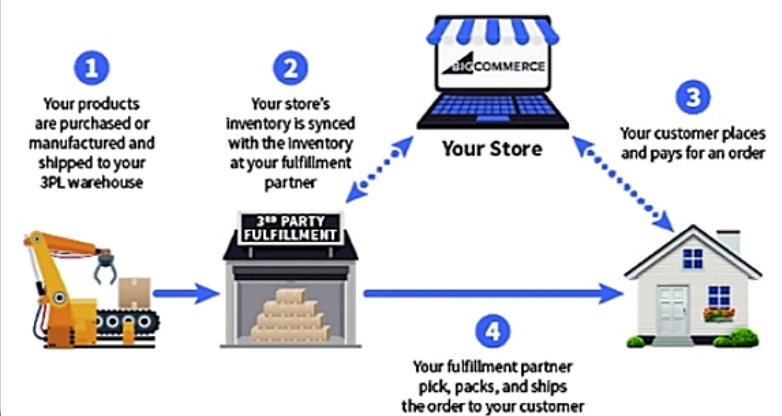 1
Your products
are purchased or
manufactured and
shipped to your
3PL warehouse
2
Your store's
inventory is synced
with the inventory
at your fulfillment
partner
BIGCOMMERCE
Your Store
3
Your customer places
and pays for an order
3RD PARTY
FULFILLMENT
4
Your fulfillment partner
pick, packs, and ships
the order to your customer